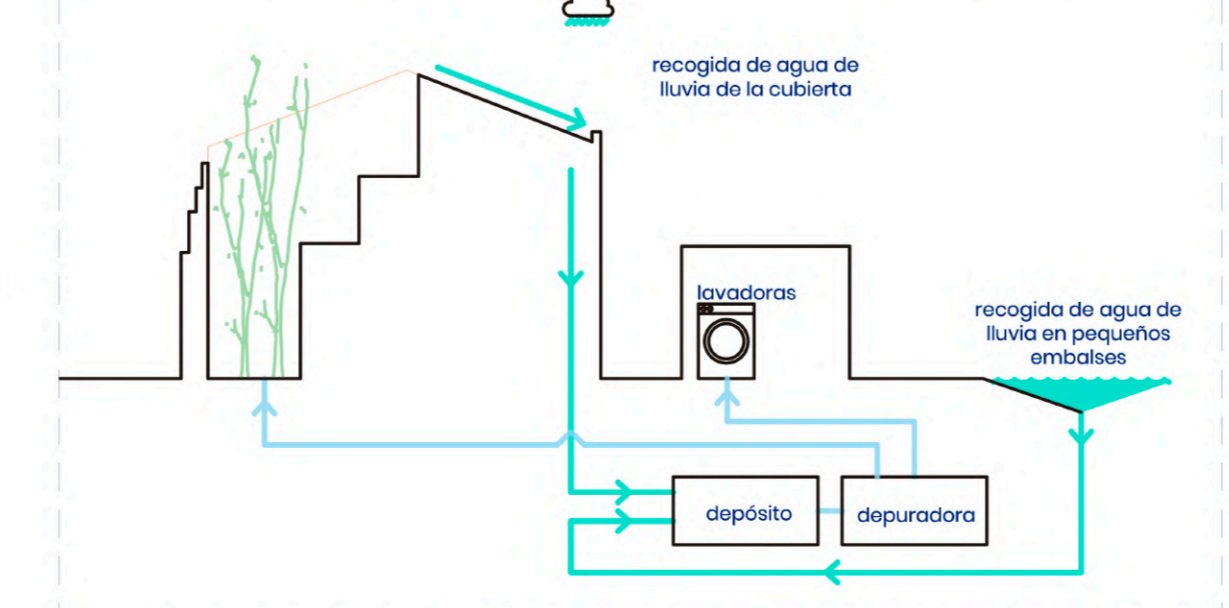 recogida de agua de
lluvia de la cubierta
lavadoras
recogida de agua de
lluvia en pequeños
embalses
depósito
depuradora